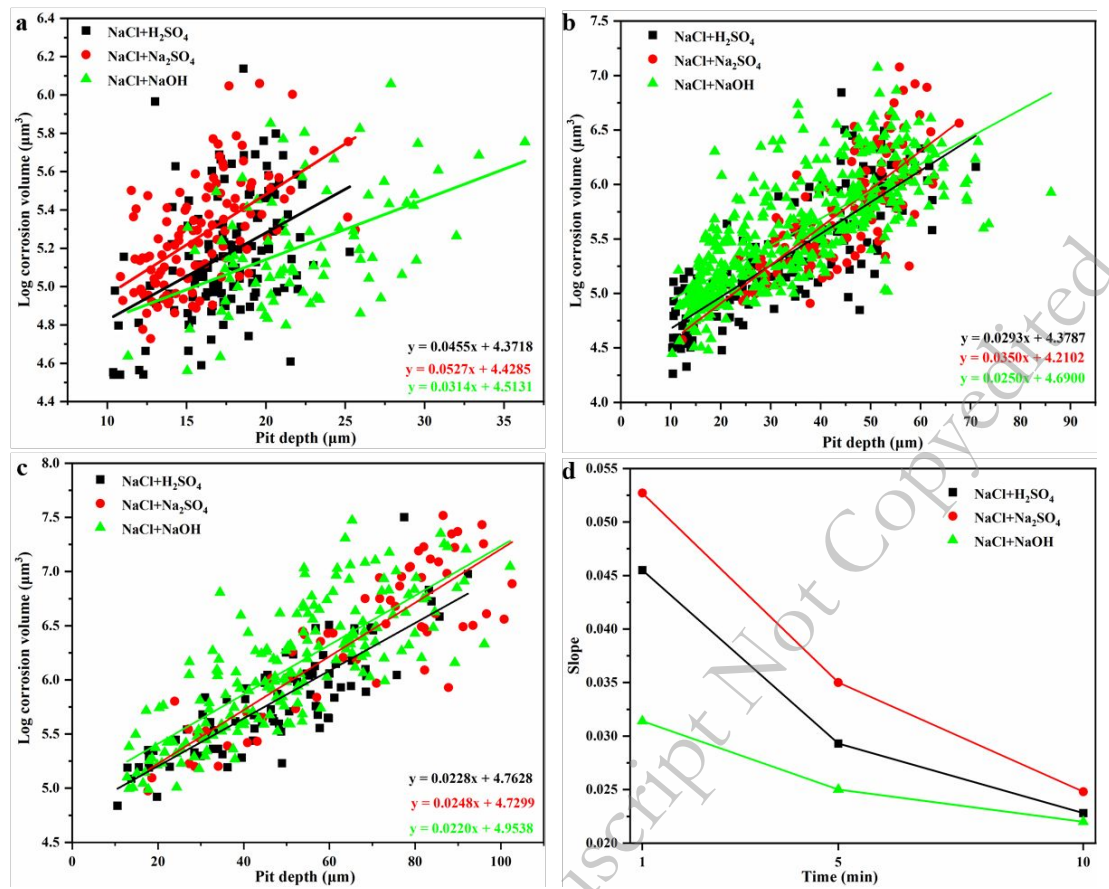 a
NaCl+H₂SO₄
NaCl+Na₂SO₄
NaCl+NaOH
Log corrosion volume (μm³)
6.4
6.2
6.0
5.8
5.6
5.4
5.2
5.0
4.8
4.6
4.4
y = 0.0455x + 4.3718
y = 0.0527x + 4.4285
y = 0.0314x + 4.5131
10 15 20 25 30 35
Pit depth (μm)
b
NaCl+H₂SO₄
NaCl+Na₂SO₄
NaCl+NaOH
Log corrosion volume (μm³)
7.5
7.0
6.5
6.0
5.5
5.0
4.5
4.0
y = 0.0293x + 4.3787
y = 0.0350x + 4.2102
y = 0.0250x + 4.6900
0 10 20 30 40 50 60 70 80 90
Pit depth (μm)
c
NaCl+H₂SO₄
NaCl+Na₂SO₄
NaCl+NaOH
Log corrosion volume (μm³)
8.0
7.5
7.0
6.5
6.0
5.5
5.0
4.5
y = 0.0228x + 4.7628
y = 0.0248x + 4.7299
y = 0.0220x + 4.9538
0 20 40 60 80 100
Pit depth (μm)
d
NaCl+H₂SO₄
NaCl+Na₂SO₄
NaCl+NaOH
Slope
0.055
0.050
0.045
0.040
0.035
0.030
0.025
0.020
1 5 10
Time (min)
Not Copyedited